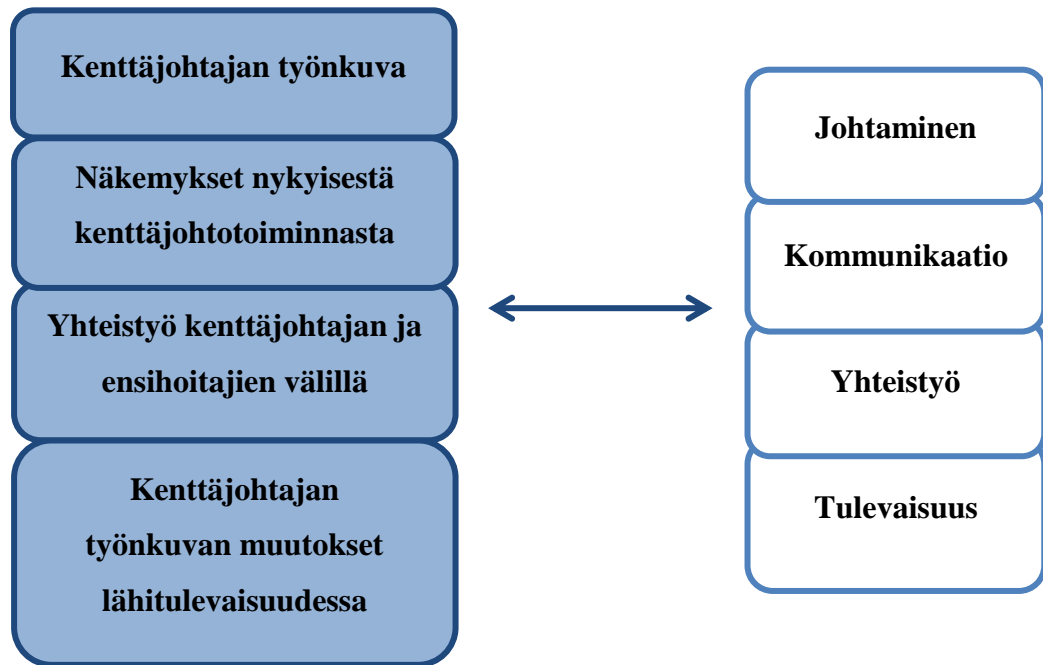 Kenttäjohtajan työnkuva
Näkemykset nykyisestä
kenttäjohtotoiminnasta
Yhteistyö kenttäjohtajan ja
ensihoitajien välillä
Kenttäjohtajan
työnkuvan muutokset
lähitulevaisuudessa
Johtaminen
Kommunikaatio
Yhteistyö
Tulevaisuus